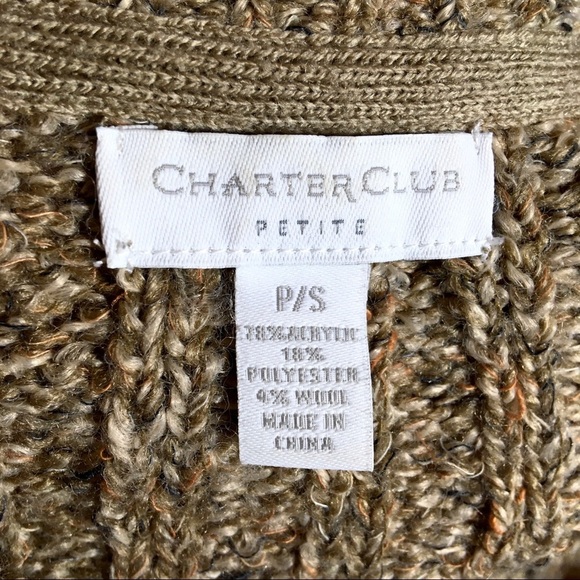 CHARTER CLUB
PETITE
P/S
78% ACRYLIC
18%
POLYESTER
4% WOOL
MADE IN
CHINA